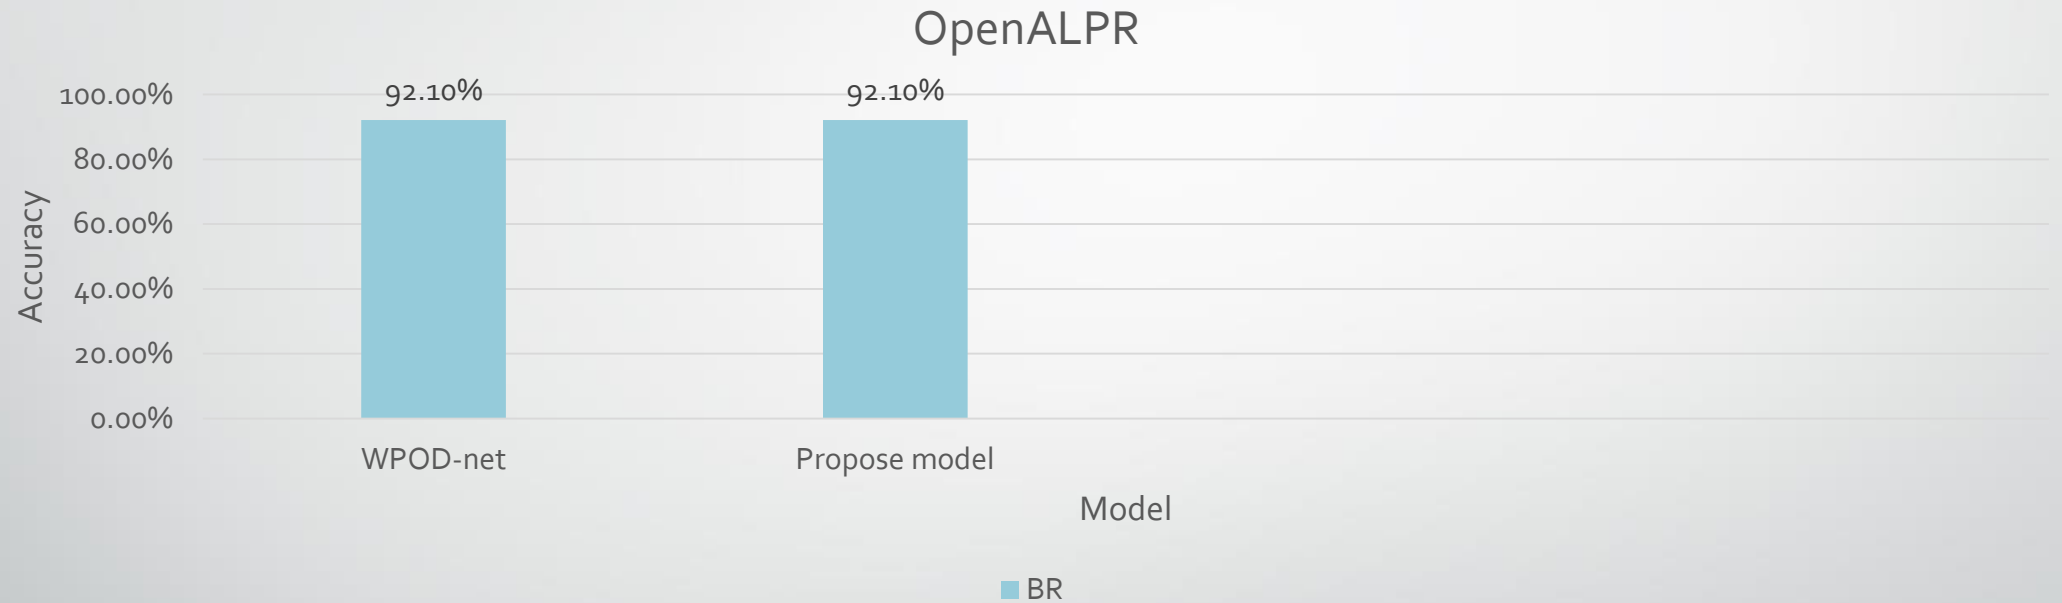 OpenALPR
92.10% 92.10%
100.00%
80.00%
60.00%
40.00%
20.00%
0.00%
Accuracy
WPOD-net Propose model
Model
BR